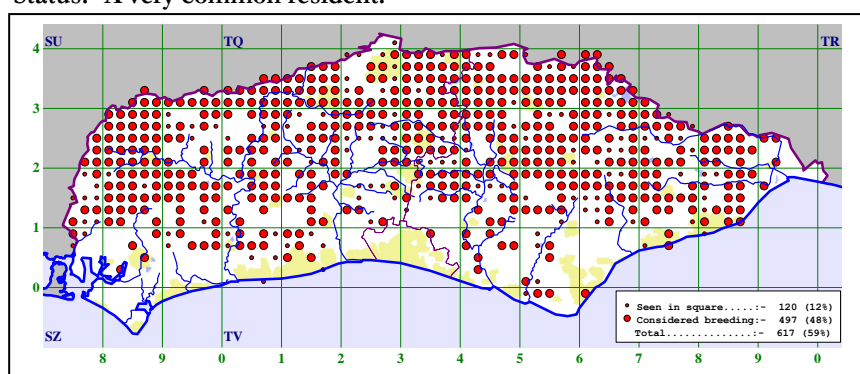 Status: A very common resident.
SU TQ TR
4
3
2
1
0
• Seen in square.....:- 120 (12%)
● Considered breeding:- 497 (48%)
Total.............:- 617 (59%)
SZ TV
8 9 0 1 2 3 4 5 6 7 8 9 0